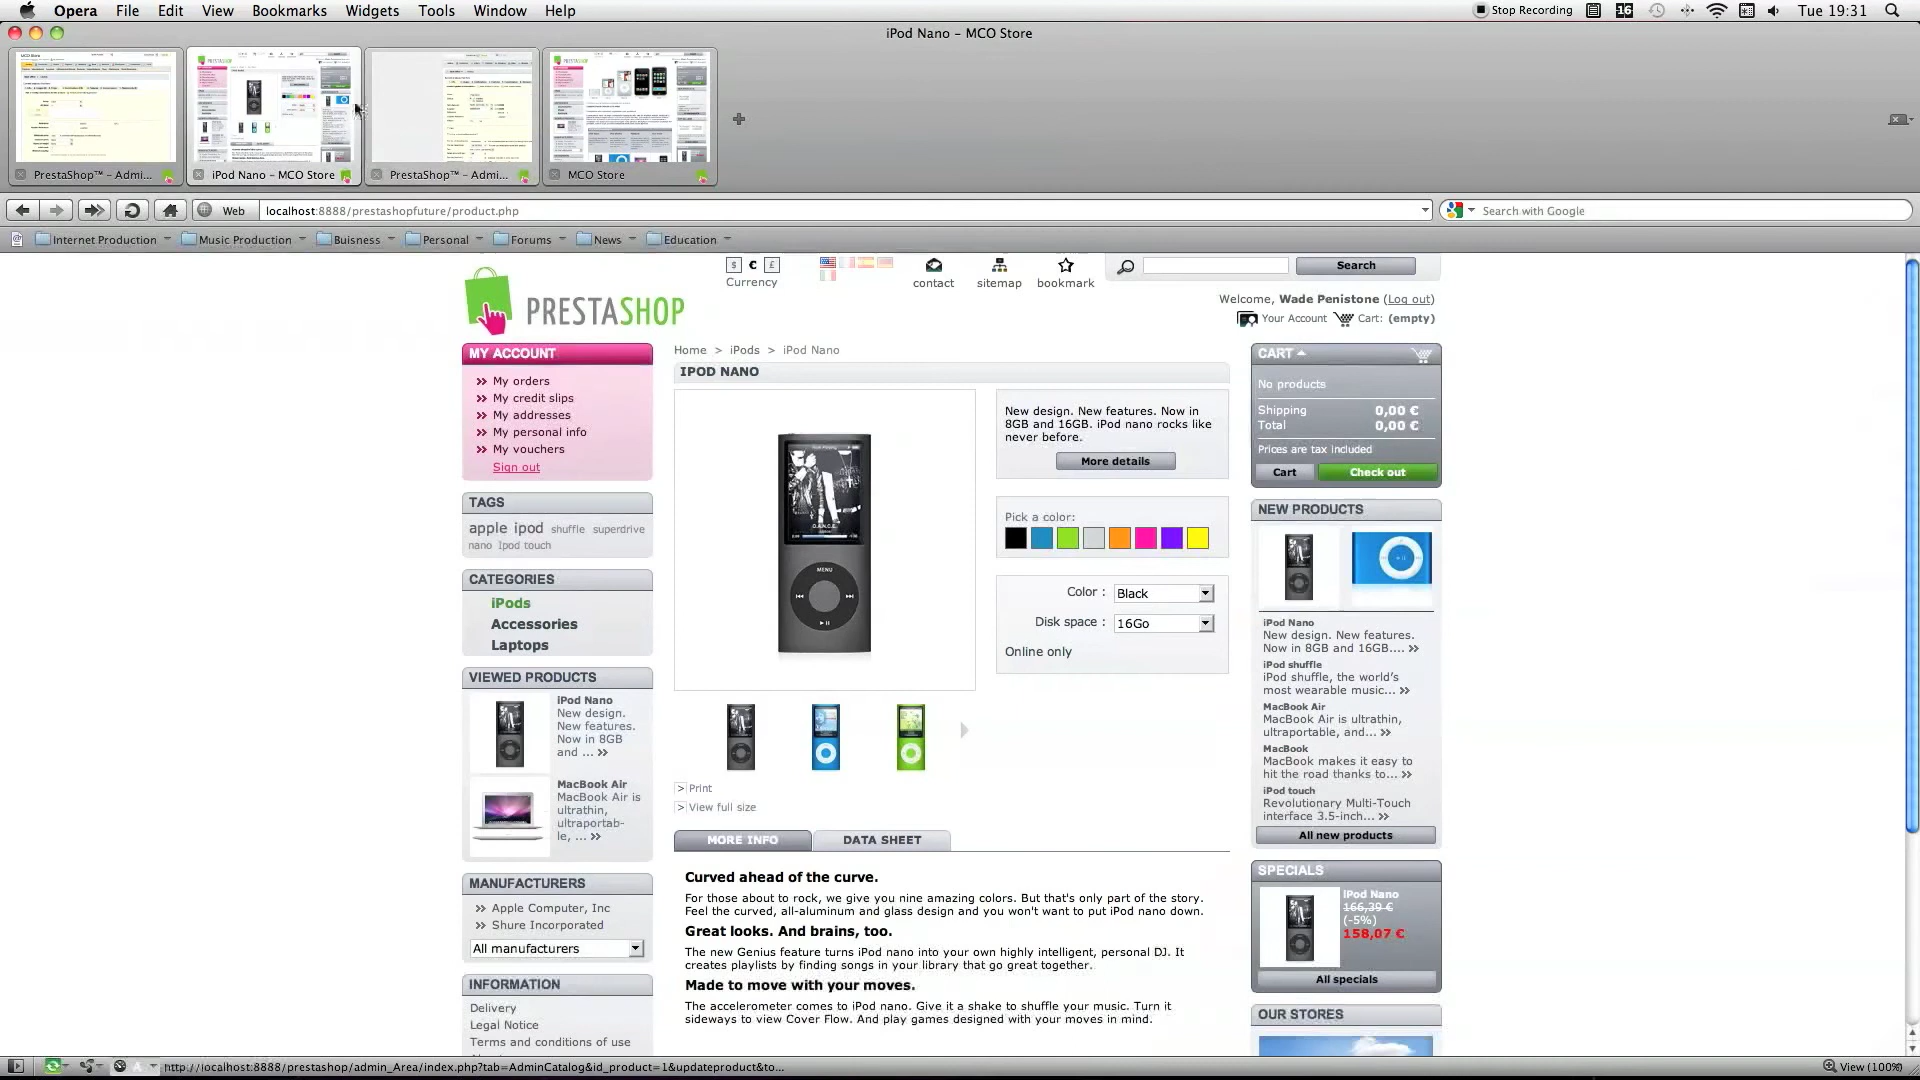 Opera File Edit View Bookmarks Widgets Tools Window Help
Stop Recording 16 Tue 19:31
iPod Nano – MCO Store
PrestaShop™ – Admi...
iPod Nano – MCO Store
PrestaShop™ – Admi...
MCO Store
Web localhost:8888/prestashopfuture/product.php
Search with Google
Internet Production Music Production Buisness Personal Forums News Education
PRESTASHOP
$ € £
Currency
contact sitemap bookmark
Search
Welcome, Wade Penistone (Log out)
Your Account Cart: (empty)
MY ACCOUNT
My orders
My credit slips
My addresses
My personal info
My vouchers
Sign out
TAGS
apple ipod shuffle superdrive
nano Ipod touch
CATEGORIES
iPods
Accessories
Laptops
VIEWED PRODUCTS
iPod Nano
New design.
New features.
Now in 8GB
and ... >>
MacBook Air
MacBook Air is
ultrathin,
ultraportab-
le, ... >>
MANUFACTURERS
>> Apple Computer, Inc
>> Shure Incorporated
All manufacturers
INFORMATION
Delivery
Legal Notice
Terms and conditions of use
Home > iPods > iPod Nano
IPOD NANO
MENU
New design. New features. Now in
8GB and 16GB. iPod nano rocks like
never before.
More details
Pick a color:
Color : Black
Disk space : 16Go
Online only
> Print
> View full size
MORE INFO DATA SHEET
Curved ahead of the curve.
For those about to rock, we give you nine amazing colors. But that's only part of the story.
Feel the curved, all-aluminum and glass design and you won't want to put iPod nano down.
Great looks. And brains, too.
The new Genius feature turns iPod nano into your own highly intelligent, personal DJ. It
creates playlists by finding songs in your library that go great together.
Made to move with your moves.
The accelerometer comes to iPod nano. Give it a shake to shuffle your music. Turn it
sideways to view Cover Flow. And play games designed with your moves in mind.
CART
No products
Shipping 0,00 €
Total 0,00 €
Prices are tax included
Cart Check out
NEW PRODUCTS
iPod Nano
New design. New features.
Now in 8GB and 16GB.... >>
iPod shuffle
iPod shuffle, the world's
most wearable music... >>
MacBook Air
MacBook Air is ultrathin,
ultraportable, and... >>
MacBook
MacBook makes it easy to
hit the road thanks to... >>
iPod touch
Revolutionary Multi-Touch
interface 3.5-inch... >>
All new products
SPECIALS
iPod Nano
166,39 €
(-5%)
158,07 €
All specials
OUR STORES
http://localhost:8888/prestashop/admin_Area/index.php?tab=AdminCatalog&id_product=1&updateproduct&to...
View (100%)